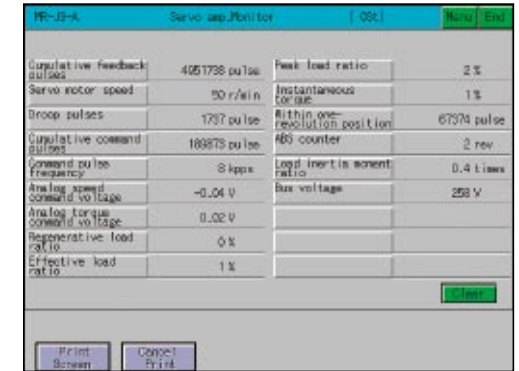 MR-J3-A Servo amp.Monitor [ 0St.] Menu End
Cumulative feedback pulses 4951738 pulse Peak load ratio 2 %
Servo motor speed 50 r/min Instantaneous torque 1 %
Droop pulses 1737 pulse Within one-revolution position 67974 pulse
Cumulative command pulses 189873 pulse ABS counter 2 rev
Command pulse frequency 8 kpps Load inertia moment ratio 0.4 times
Analog speed command voltage -0.04 V Bus voltage 258 V
Analog torque command voltage 0.02 V
Regenerative load ratio 0 %
Effective load ratio 1 %
Clear
Print Screen Cancel Print